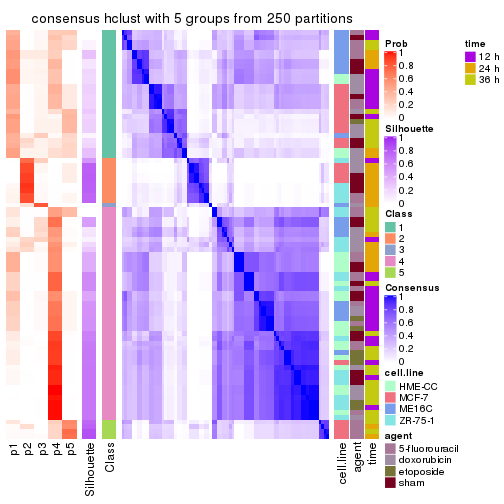 consensus hclust with 5 groups from 250 partitions
Prob
1
0.8
0.6
0.4
0.2
0
time
12 h
24 h
36 h
Silhouette
1
0.8
0.6
0.4
0.2
0
Class
1
2
3
4
5
Consensus
1
0.8
0.6
0.4
0.2
0
cell.line
HME-CC
MCF-7
ME16C
ZR-75-1
agent
5-fluorouracil
doxorubicin
etoposide
sham
p1
p2
p3
p4
p5
Silhouette
Class
cell.line
agent
time